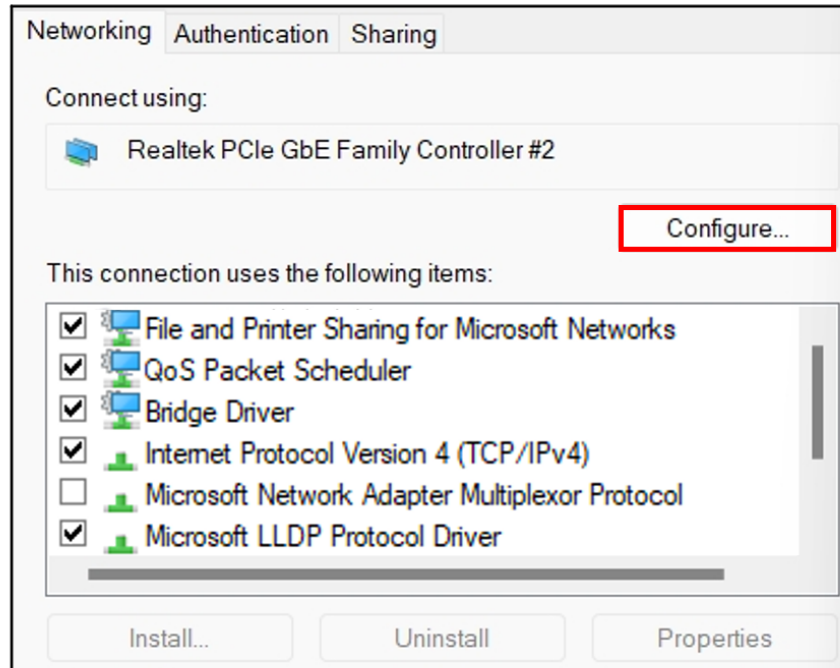 Networking Authentication Sharing
Connect using:
Realtek PCIe GbE Family Controller #2
Configure...
This connection uses the following items:
File and Printer Sharing for Microsoft Networks
QoS Packet Scheduler
Bridge Driver
Internet Protocol Version 4 (TCP/IPv4)
Microsoft Network Adapter Multiplexor Protocol
Microsoft LLDP Protocol Driver
Install... Uninstall Properties